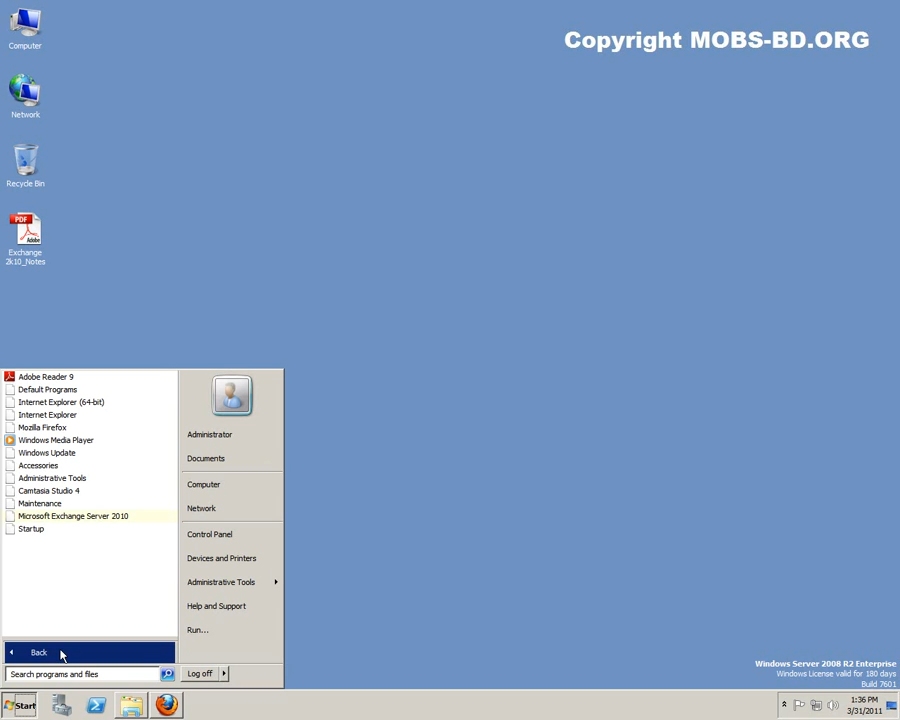 Computer
Copyright MOBS-BD.ORG
Network
Recycle Bin
PDF
Adobe
Exchange
2k10_Notes
Adobe Reader 9
Default Programs
Internet Explorer (64-bit)
Internet Explorer
Mozilla Firefox
Windows Media Player
Windows Update
Accessories
Administrative Tools
Camtasia Studio 4
Maintenance
Microsoft Exchange Server 2010
Startup
Back
Search programs and files
Administrator
Documents
Computer
Network
Control Panel
Devices and Printers
Administrative Tools
Help and Support
Run...
Log off
Windows Server 2008 R2 Enterprise
Windows License valid for 180 days
Build 7601
Start
1:36 PM
3/31/2011